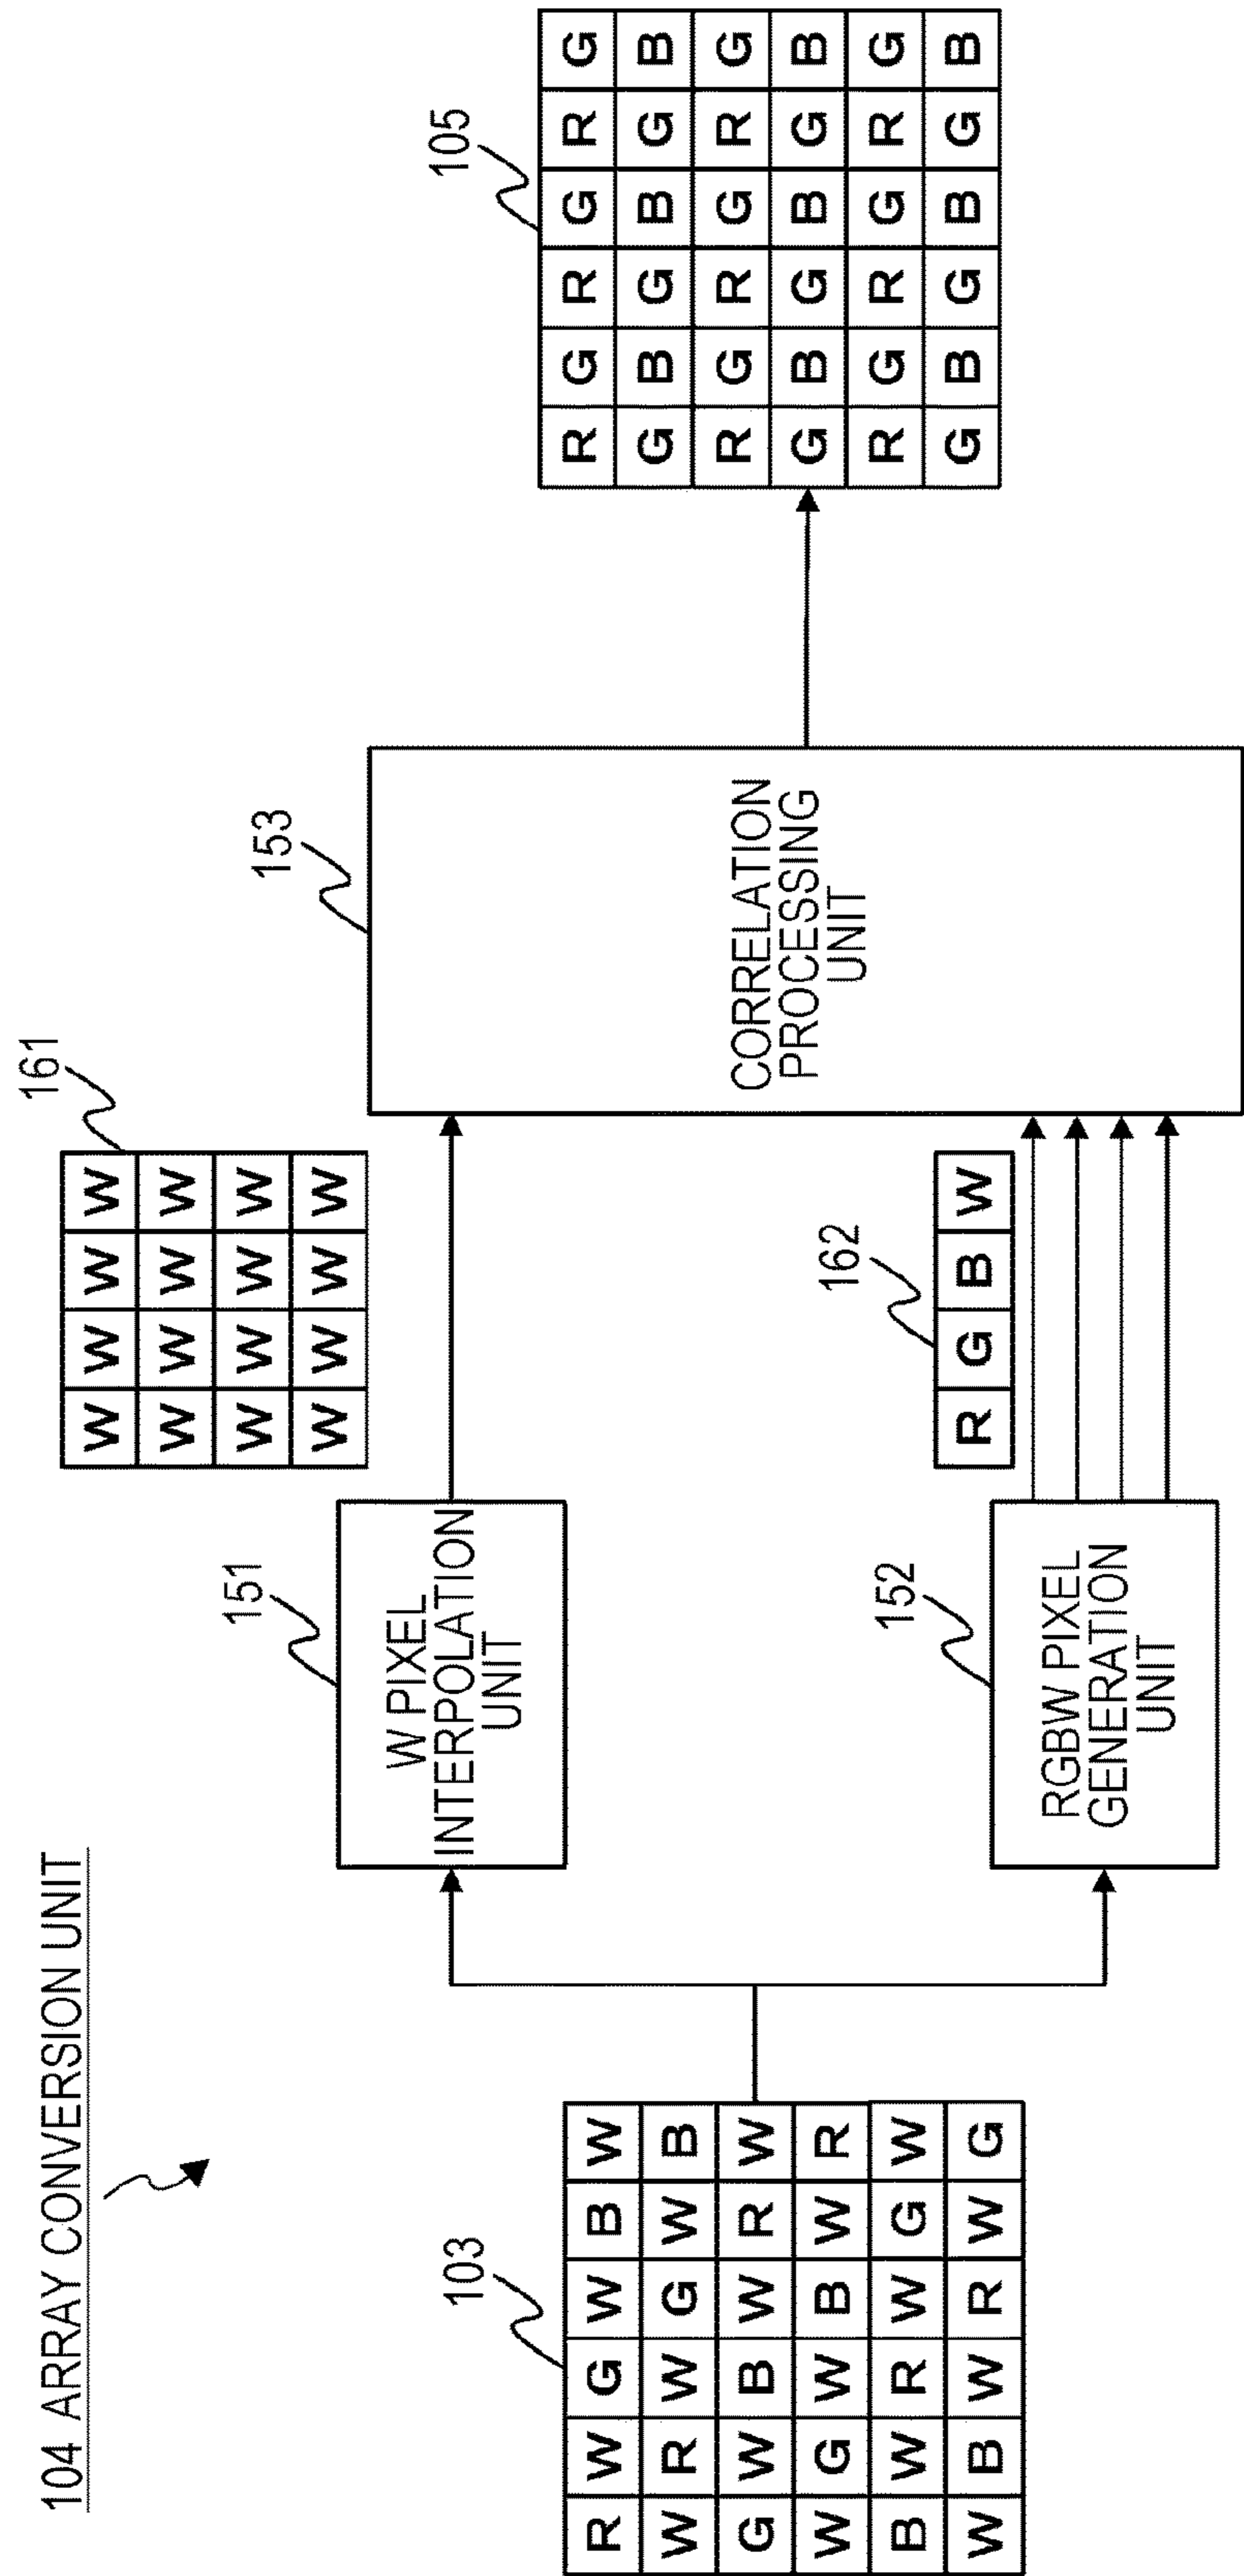 104 ARRAY CONVERSION UNIT
103
R W G W B W
W R W G W B
G W B W R W
W G W B W R
B W R W G W
W B W R W G
151
W PIXEL
INTERPOLATION
UNIT
161
W W W W
W W W W
W W W W
W W W W
152
RGBW PIXEL
GENERATION
UNIT
162
R G B W
153
CORRELATION
PROCESSING
UNIT
105
R G R G R G
G B G B G B
R G R G R G
G B G B G B
R G R G R G
G B G B G B